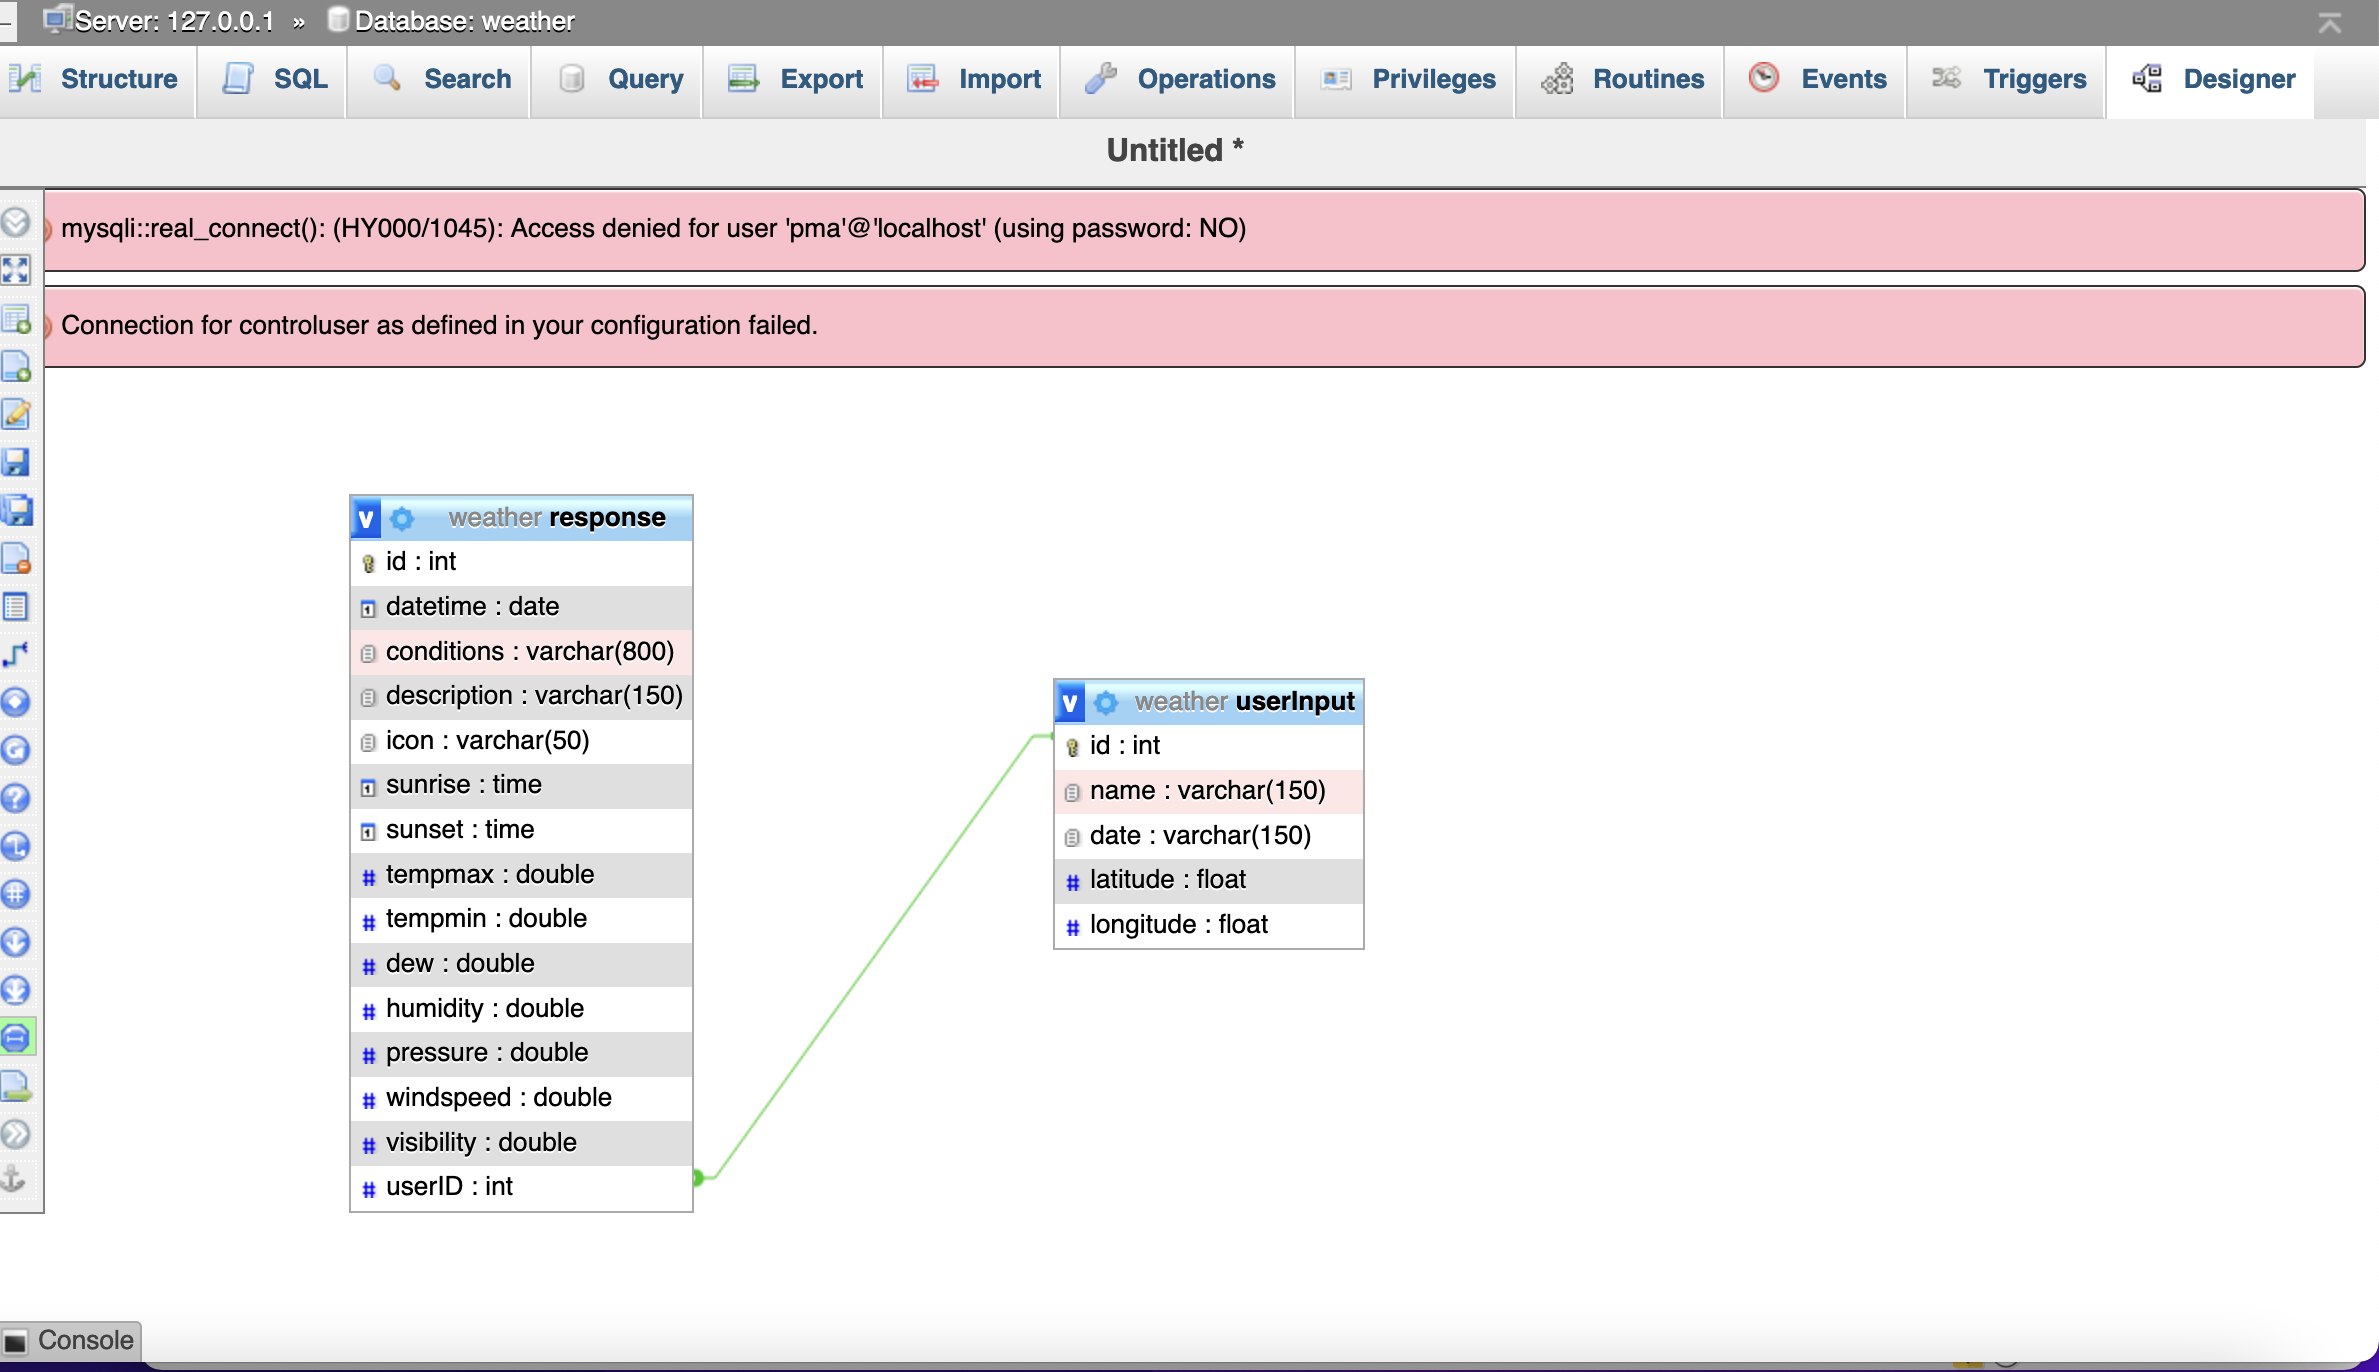 Server: 127.0.0.1 » Database: weather
Structure SQL Search Query Export Import Operations Privileges Routines Events Triggers Designer
Untitled *
mysqli::real_connect(): (HY000/1045): Access denied for user 'pma'@'localhost' (using password: NO)
Connection for controluser as defined in your configuration failed.
v weather response
id : int
datetime : date
conditions : varchar(800)
description : varchar(150)
icon : varchar(50)
sunrise : time
sunset : time
# tempmax : double
# tempmin : double
# dew : double
# humidity : double
# pressure : double
# windspeed : double
# visibility : double
# userID : int
v weather userInput
id : int
name : varchar(150)
date : varchar(150)
# latitude : float
# longitude : float
Console